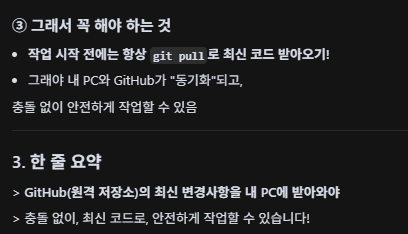 ③ 그래서 꼭 해야 하는 것
• 작업 시작 전에는 항상 git pull로 최신 코드 받아오기!
• 그래야 내 PC와 GitHub가 "동기화"되고,
충돌 없이 안전하게 작업할 수 있음
3. 한 줄 요약
> GitHub(원격 저장소)의 최신 변경사항을 내 PC에 받아와야
> 충돌 없이, 최신 코드로, 안전하게 작업할 수 있습니다!